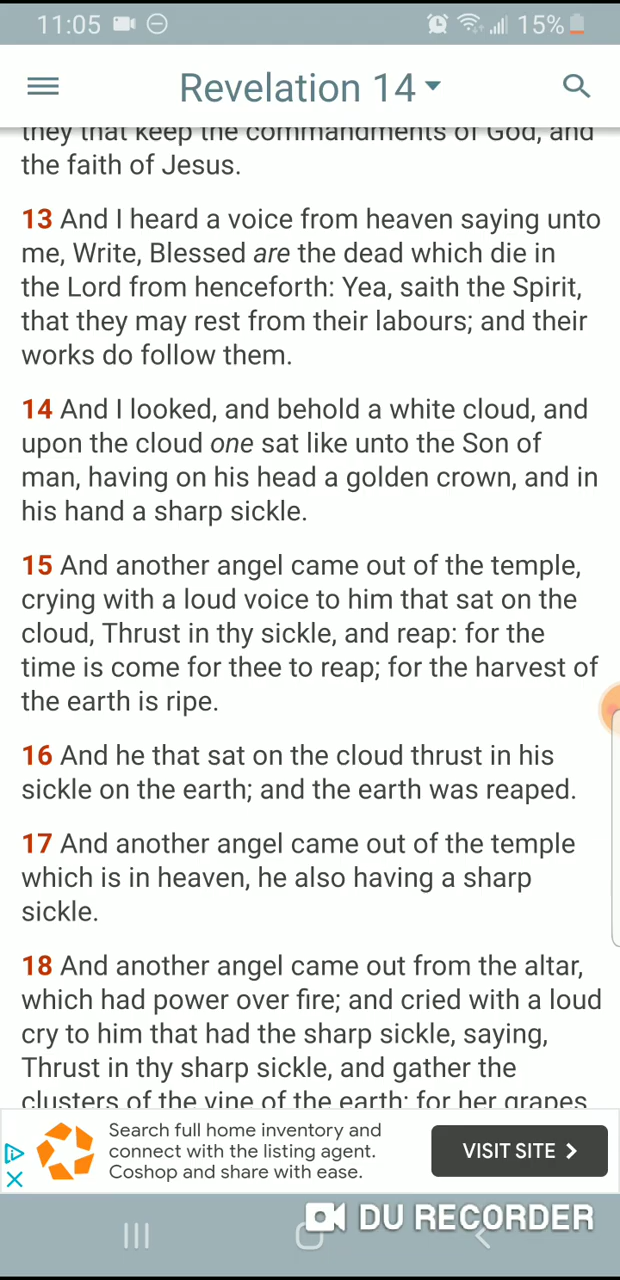 11:05
15%
Revelation 14
they that keep the commandments of God, and
the faith of Jesus.
13 And I heard a voice from heaven saying unto
me, Write, Blessed are the dead which die in
the Lord from henceforth: Yea, saith the Spirit,
that they may rest from their labours; and their
works do follow them.
14 And I looked, and behold a white cloud, and
upon the cloud one sat like unto the Son of
man, having on his head a golden crown, and in
his hand a sharp sickle.
15 And another angel came out of the temple,
crying with a loud voice to him that sat on the
cloud, Thrust in thy sickle, and reap: for the
time is come for thee to reap; for the harvest of
the earth is ripe.
16 And he that sat on the cloud thrust in his
sickle on the earth; and the earth was reaped.
17 And another angel came out of the temple
which is in heaven, he also having a sharp
sickle.
18 And another angel came out from the altar,
which had power over fire; and cried with a loud
cry to him that had the sharp sickle, saying,
Thrust in thy sharp sickle, and gather the
clusters of the vine of the earth; for her grapes
Search full home inventory and
connect with the listing agent.
Coshop and share with ease.
VISIT SITE
DU RECORDER